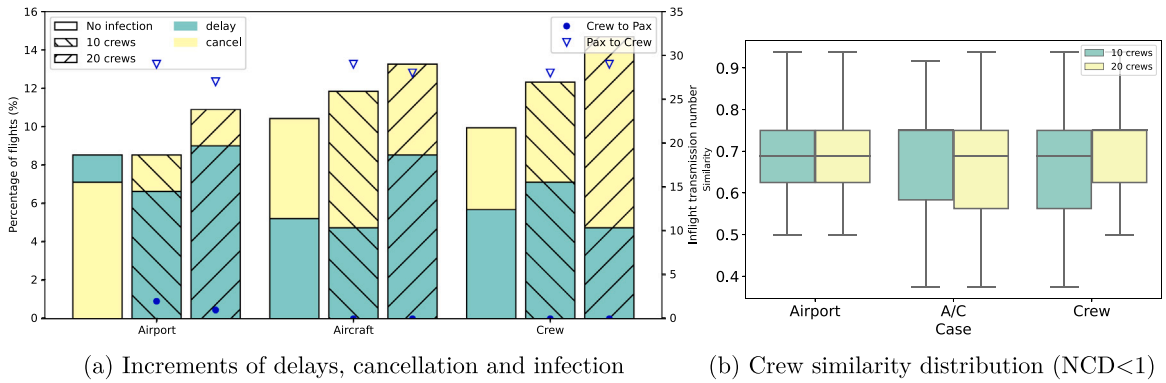 16
14
12
10
8
6
4
2
0
Percentage of flights (%)
No infection
10 crews
20 crews
delay
cancel
Crew to Pax
Pax to Crew
35
30
25
20
15
10
5
0
Inflight transmission number
Airport Aircraft Crew
(a) Increments of delays, cancellation and infection
0.9
0.8
0.7
0.6
0.5
0.4
Similarity
10 crews
20 crews
Airport A/C Crew
Case
(b) Crew similarity distribution (NCD<1)